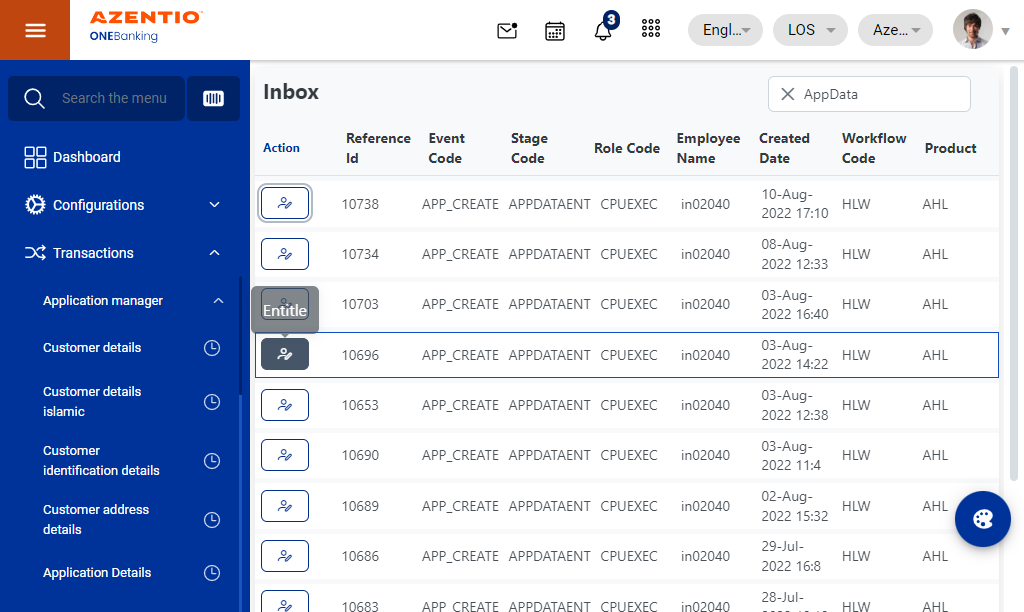 AZENTIO
ONEBanking
3
Engl...
LOS
Aze...
Search the menu
Dashboard
Configurations
Transactions
Application manager
Customer details
Customer details
islamic
Customer
identification details
Customer address
details
Application Details
Inbox
AppData
Action Reference Id Event Code Stage Code Role Code Employee Name Created Date Workflow Code Product
10738 APP_CREATE APPDATAENT CPUEXEC in02040 10-Aug-2022 17:10 HLW AHL
10734 APP_CREATE APPDATAENT CPUEXEC in02040 08-Aug-2022 12:33 HLW AHL
Entitle
10703 APP_CREATE APPDATAENT CPUEXEC in02040 03-Aug-2022 16:40 HLW AHL
10696 APP_CREATE APPDATAENT CPUEXEC in02040 03-Aug-2022 14:22 HLW AHL
10653 APP_CREATE APPDATAENT CPUEXEC in02040 03-Aug-2022 12:38 HLW AHL
10690 APP_CREATE APPDATAENT CPUEXEC in02040 03-Aug-2022 11:4 HLW AHL
10689 APP_CREATE APPDATAENT CPUEXEC in02040 02-Aug-2022 15:32 HLW AHL
10686 APP_CREATE APPDATAENT CPUEXEC in02040 29-Jul-2022 16:8 HLW AHL
10683 APP_CREATE APPDATAENT CPUEXEC in02040 28-Jul- HLW AHL